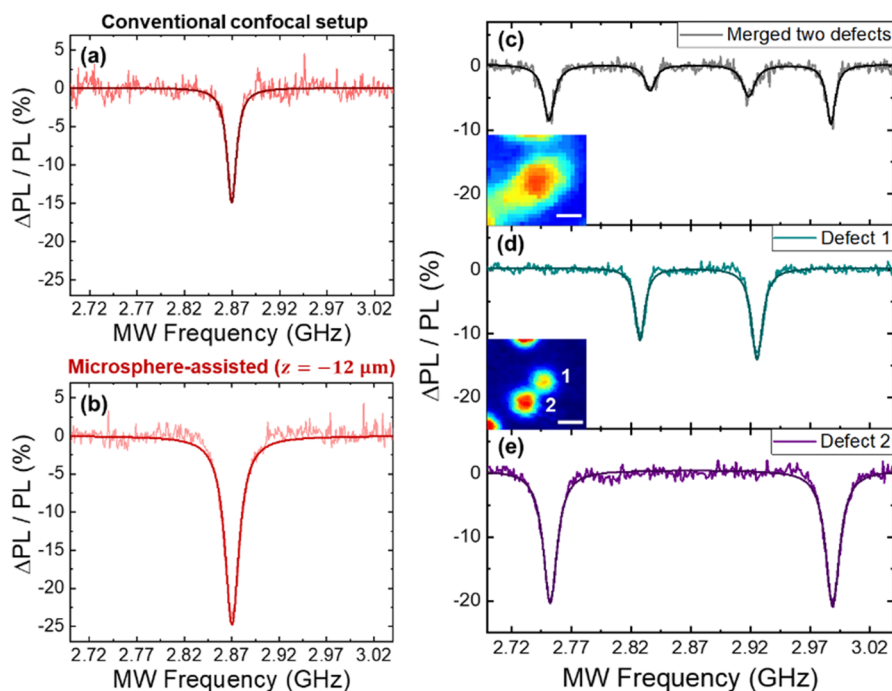 Conventional confocal setup
(a)
5
0
-5
-10
-15
-20
-25
ΔPL / PL (%)
2.72 2.77 2.82 2.87 2.92 2.97 3.02
MW Frequency (GHz)
Microsphere-assisted (z = −12 μm)
(b)
5
0
-5
-10
-15
-20
-25
ΔPL / PL (%)
2.72 2.77 2.82 2.87 2.92 2.97 3.02
MW Frequency (GHz)
(c)
Merged two defects
0
-10
-20
(d)
Defect 1
0
-10
-20
1
2
ΔPL / PL (%)
(e)
Defect 2
0
-10
-20
2.72 2.77 2.82 2.87 2.92 2.97 3.02
MW Frequency (GHz)